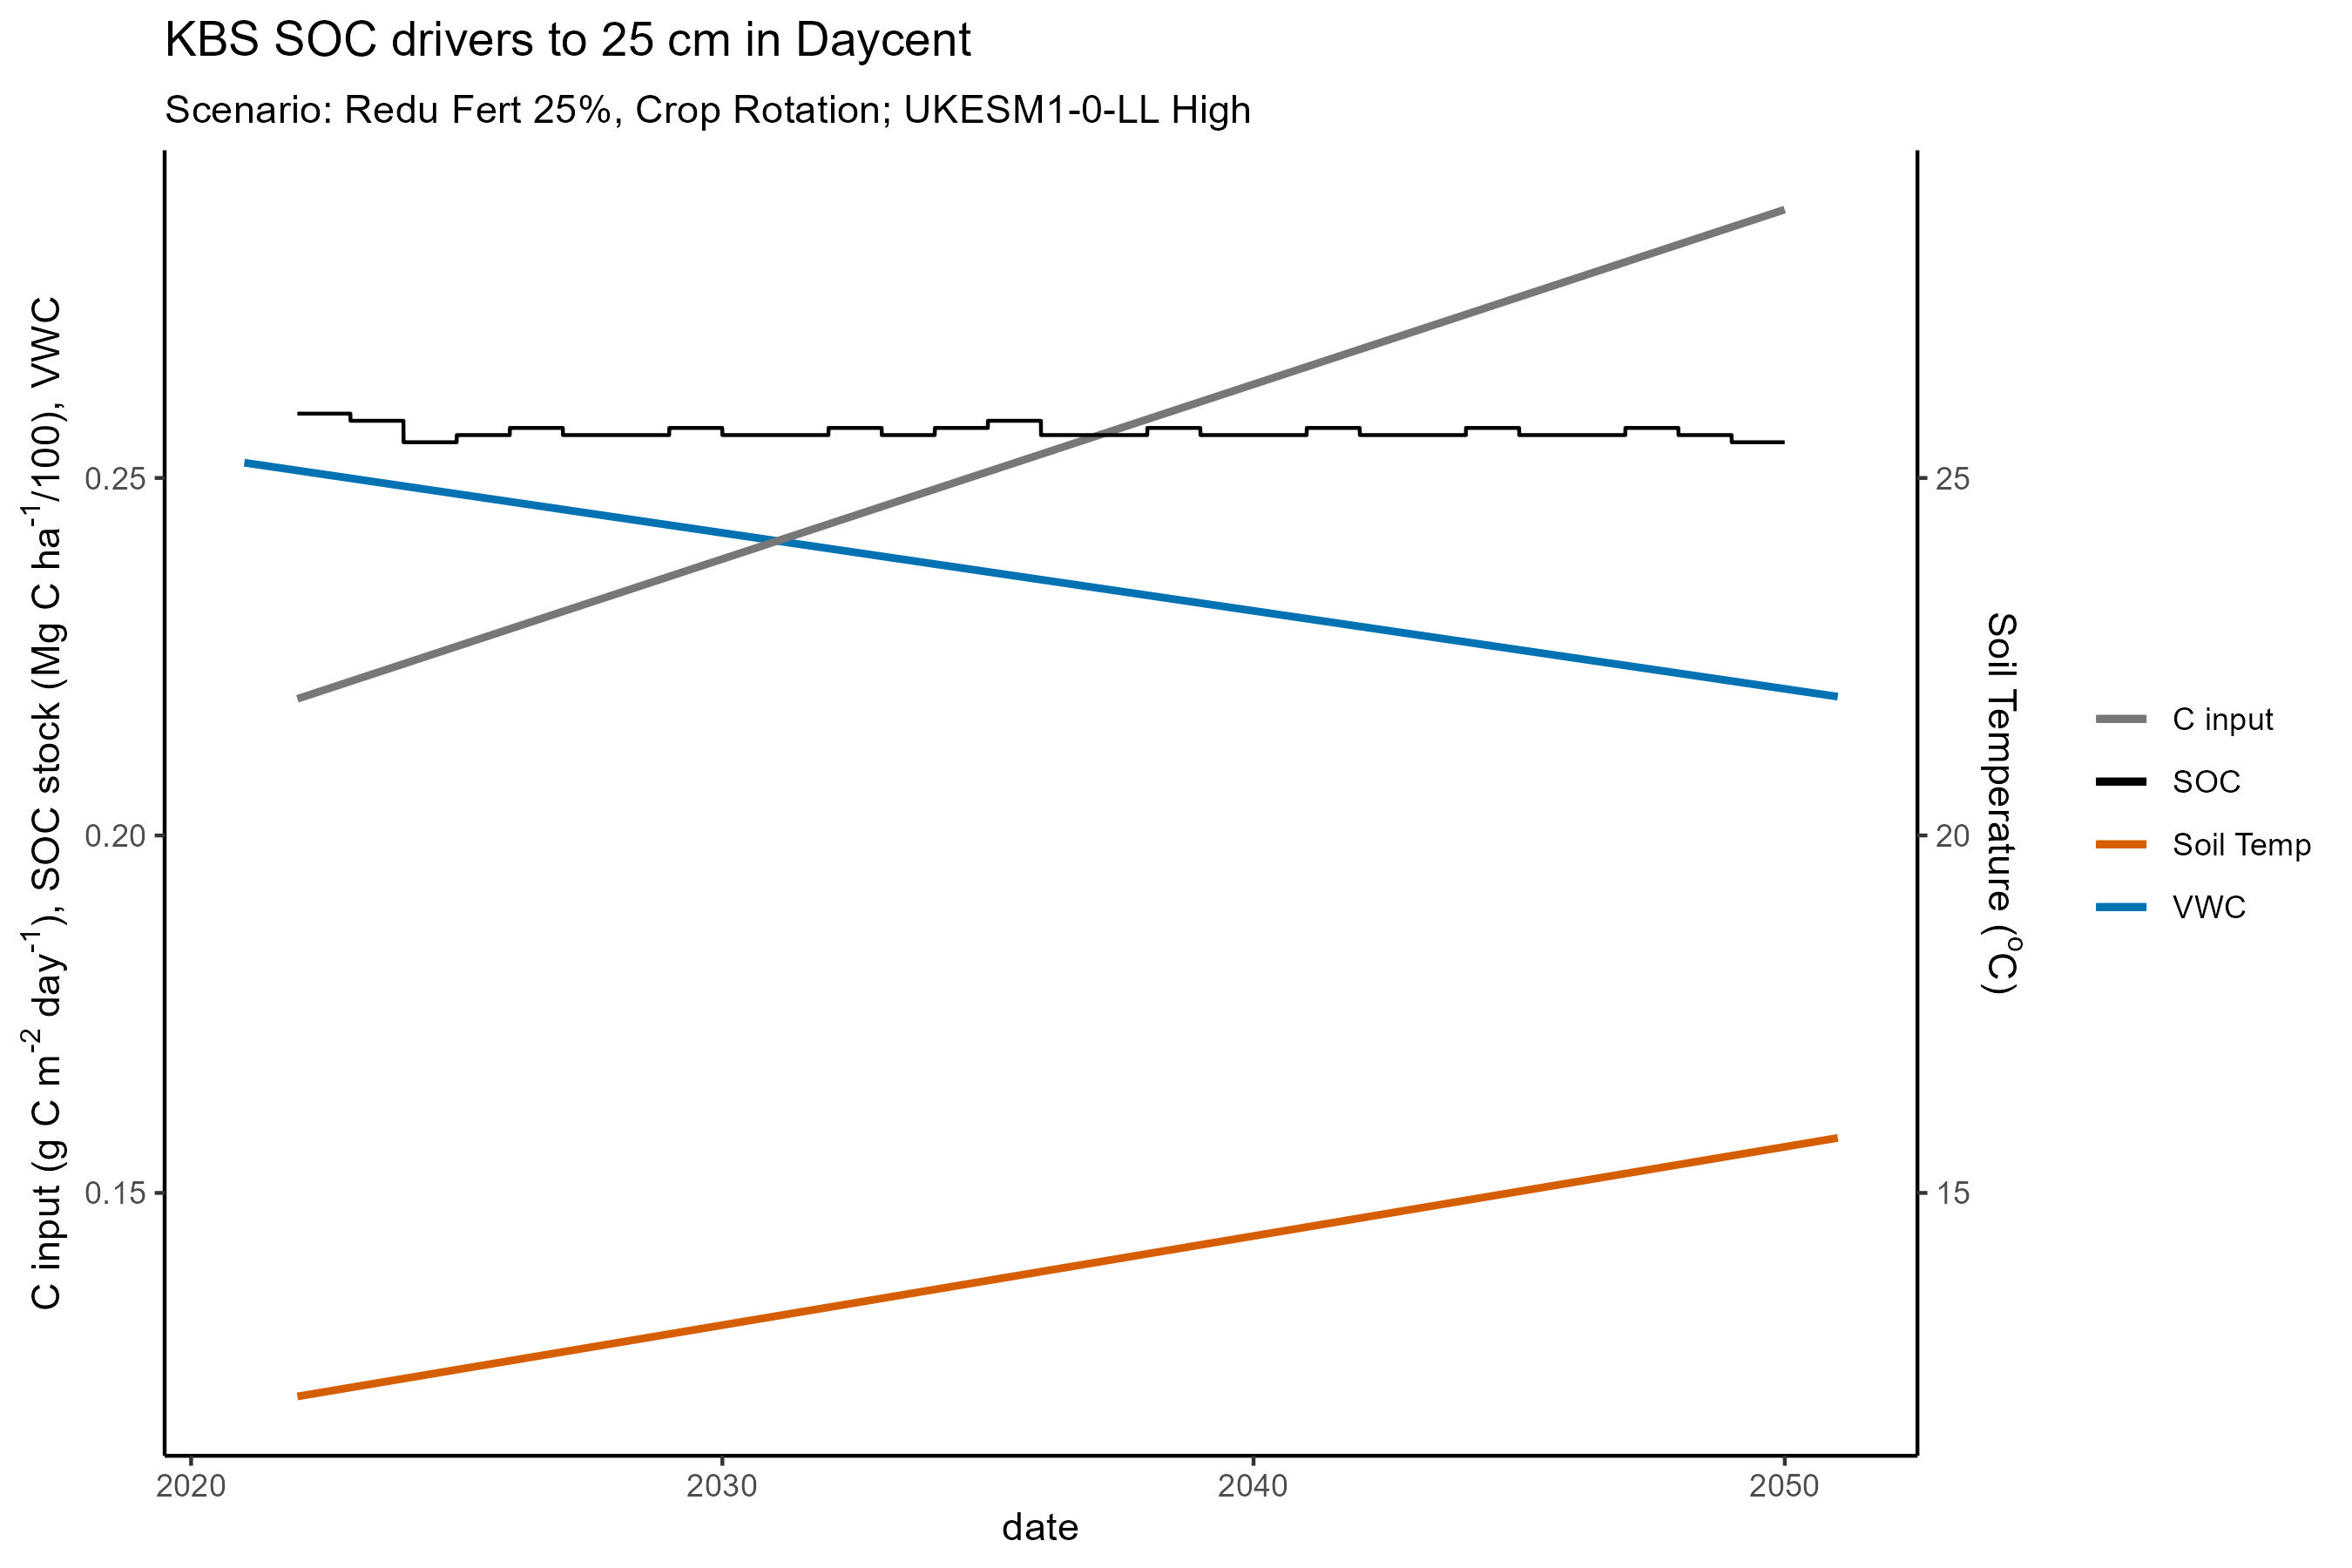 KBS SOC drivers to 25 cm in Daycent
Scenario: Redu Fert 25%, Crop Rotation; UKESM1-0-LL High
C input (g C m⁻² day⁻¹), SOC stock (Mg C ha⁻¹/100), VWC
0.25
0.20
0.15
25
20
15
Soil Temperature (ºC)
C input
SOC
Soil Temp
VWC
2020
2030
2040
2050
date